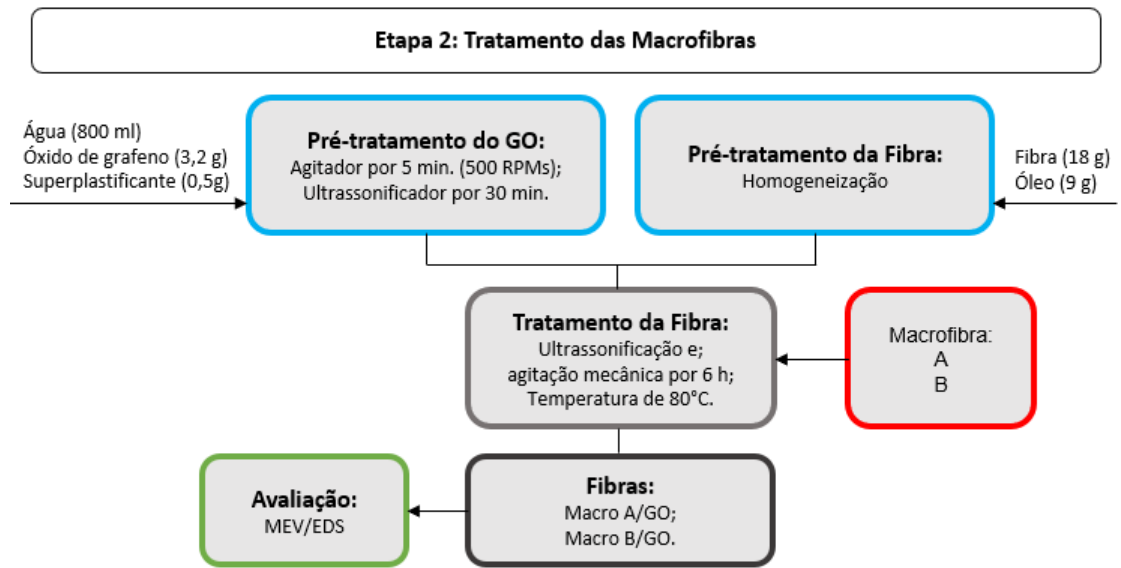 Etapa 2: Tratamento das Macrofibras
Água (800 ml)
Óxido de grafeno (3,2 g)
Superplastificante (0,5g)
Pré-tratamento do GO:
Agitador por 5 min. (500 RPMs);
Ultrassonificador por 30 min.
Pré-tratamento da Fibra:
Homogeneização
Fibra (18 g)
Óleo (9 g)
Tratamento da Fibra:
Ultrassonificação e;
agitação mecânica por 6 h;
Temperatura de 80°C.
Macrofibra:
A
B
Avaliação:
MEV/EDS
Fibras:
Macro A/GO;
Macro B/GO.